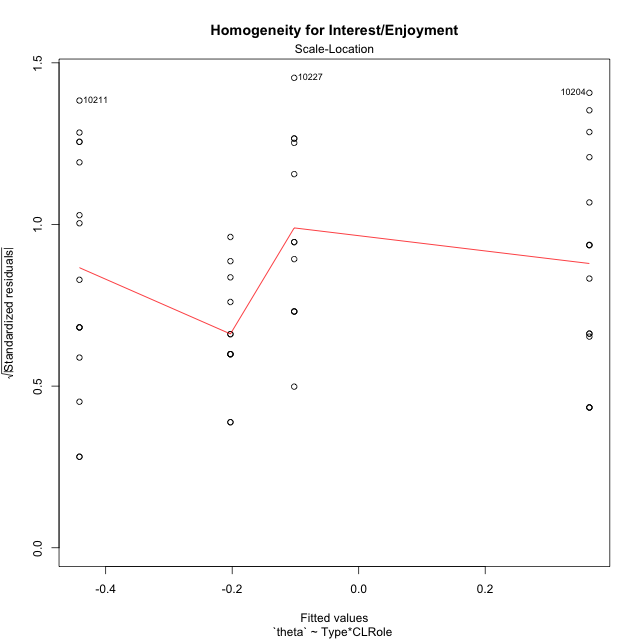 Homogeneity for Interest/Enjoyment
Scale-Location
1.5
1.0
0.5
0.0
√|Standardized residuals|
10211
10227
10204
-0.4
-0.2
0.0
0.2
Fitted values
`theta` ~ Type*CLRole